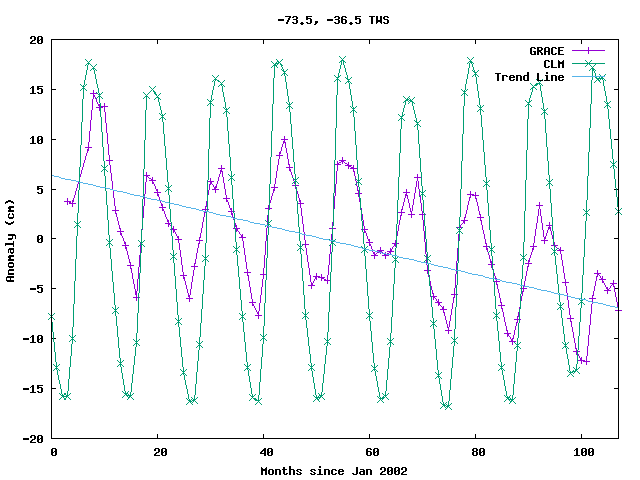 -73.5, -36.5 TWS
GRACE
CLM
Trend Line
20
15
10
5
0
-5
-10
-15
-20
Anomaly (cm)
0 20 40 60 80 100
Months since Jan 2002